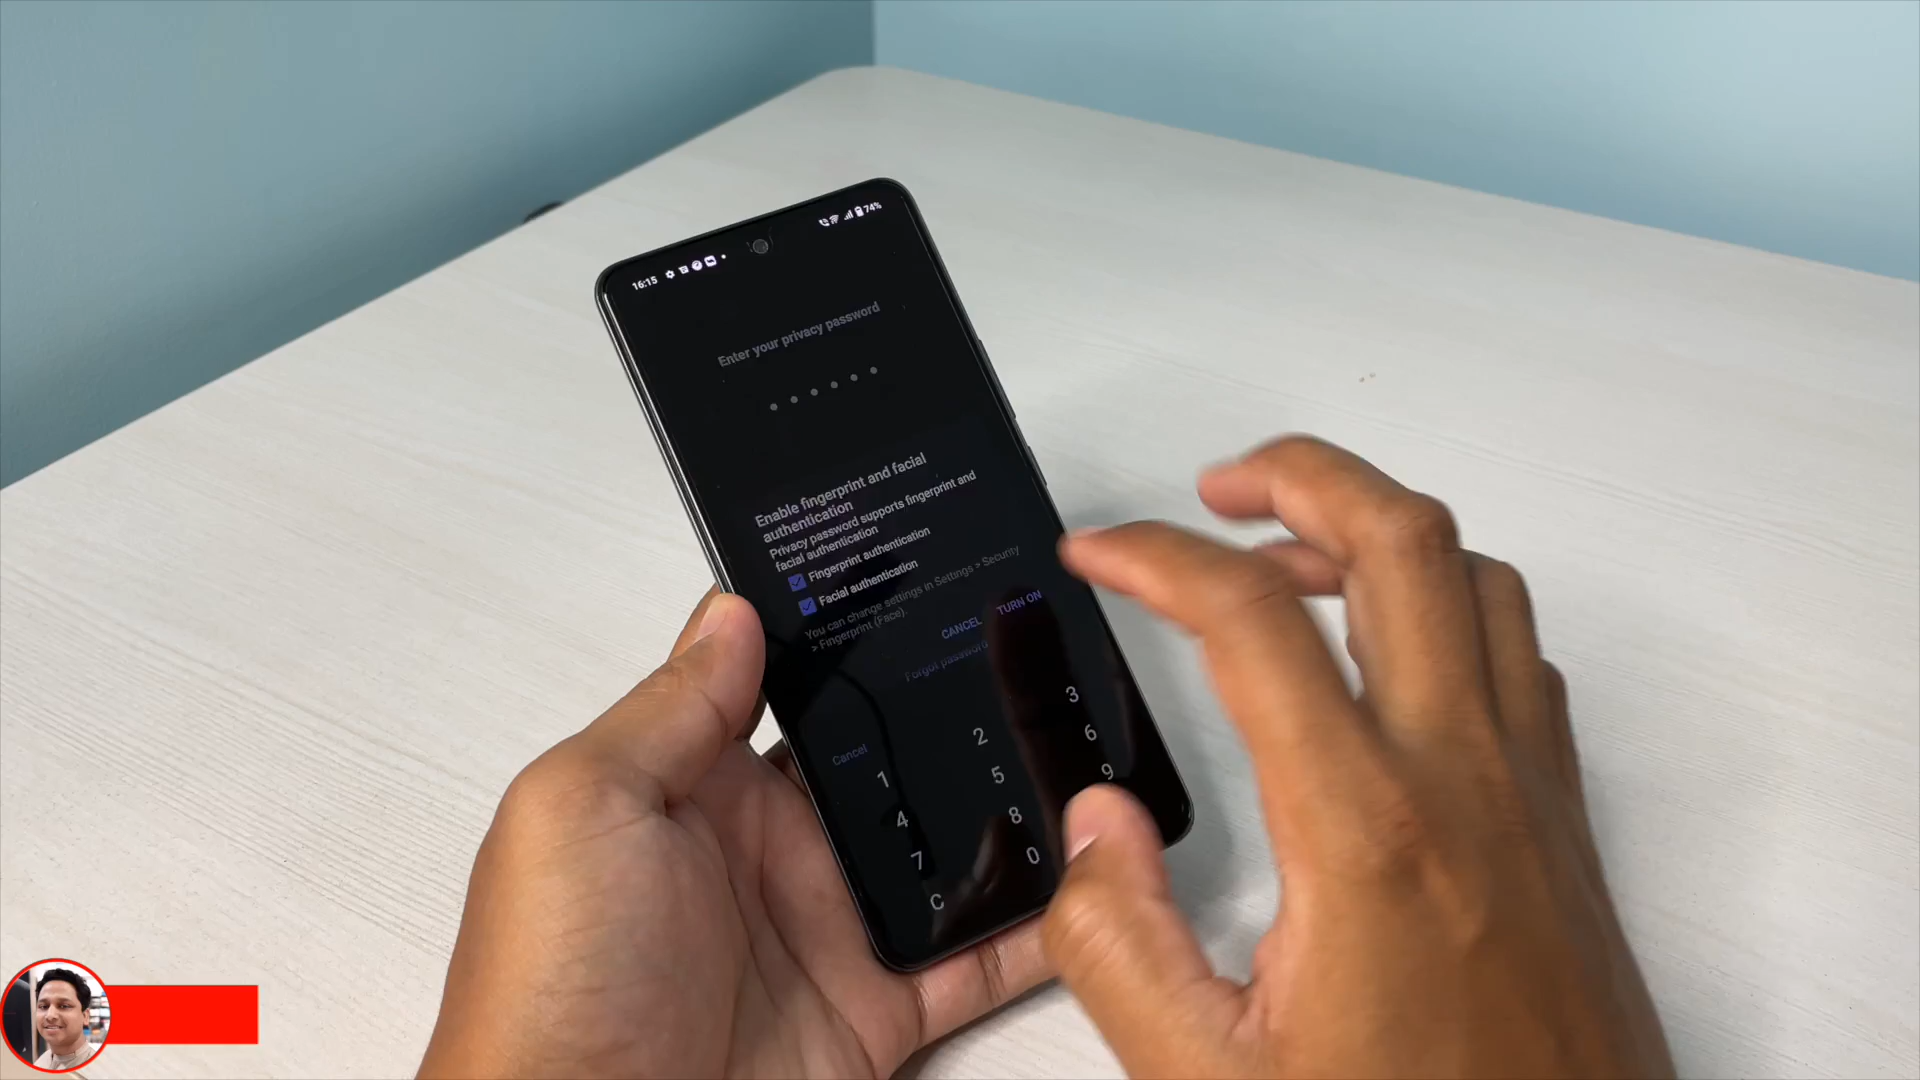 16:15
74%
Enter your privacy password
Enable fingerprint and facial
authentication
Privacy password supports fingerprint and
facial authentication
Fingerprint authentication
Facial authentication
You can change settings in Settings > Security
> Fingerprint (Face).
CANCEL TURN ON
Forgot password
Cancel
1 2 3
4 5 6
7 8 9
C 0